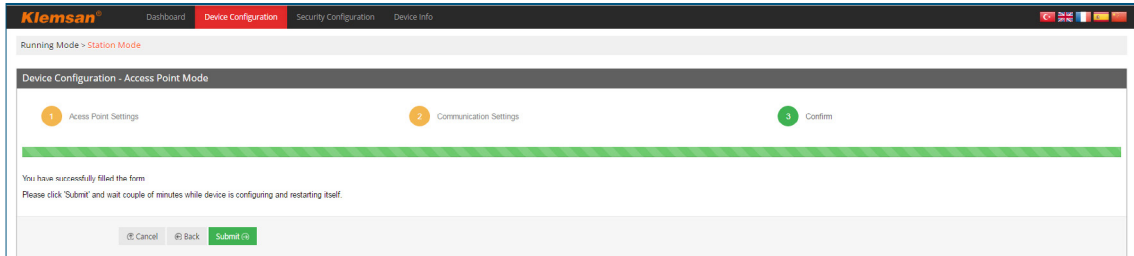 Klemsan® Dashboard Device Configuration Security Configuration Device Info
Running Mode > Station Mode
Device Configuration - Access Point Mode
1 Acess Point Settings 2 Communication Settings 3 Confirm
You have successfully filled the form
Please click 'Submit' and wait couple of minutes while device is configuring and restarting itself.
Cancel Back Submit